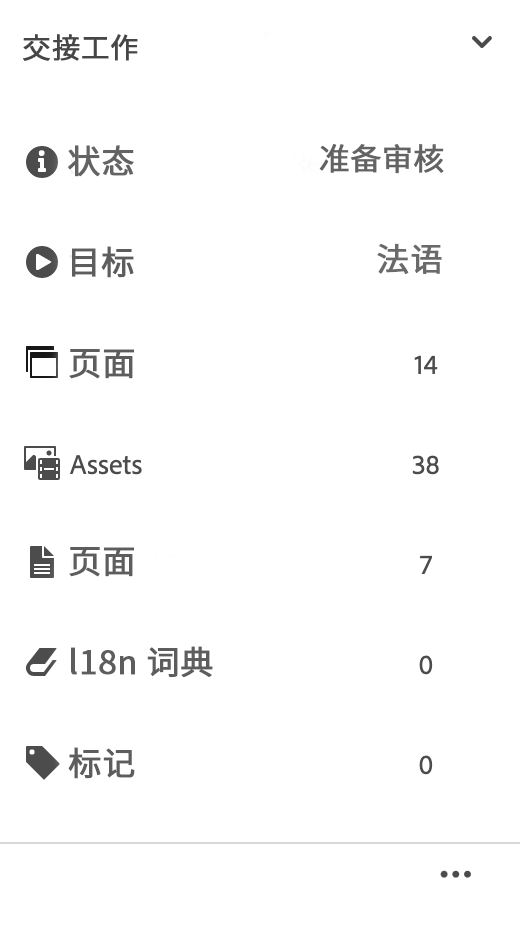 交接工作
状态 准备审核
目标 法语
页面 14
Assets 38
页面 7
l18n 词典 0
标记 0